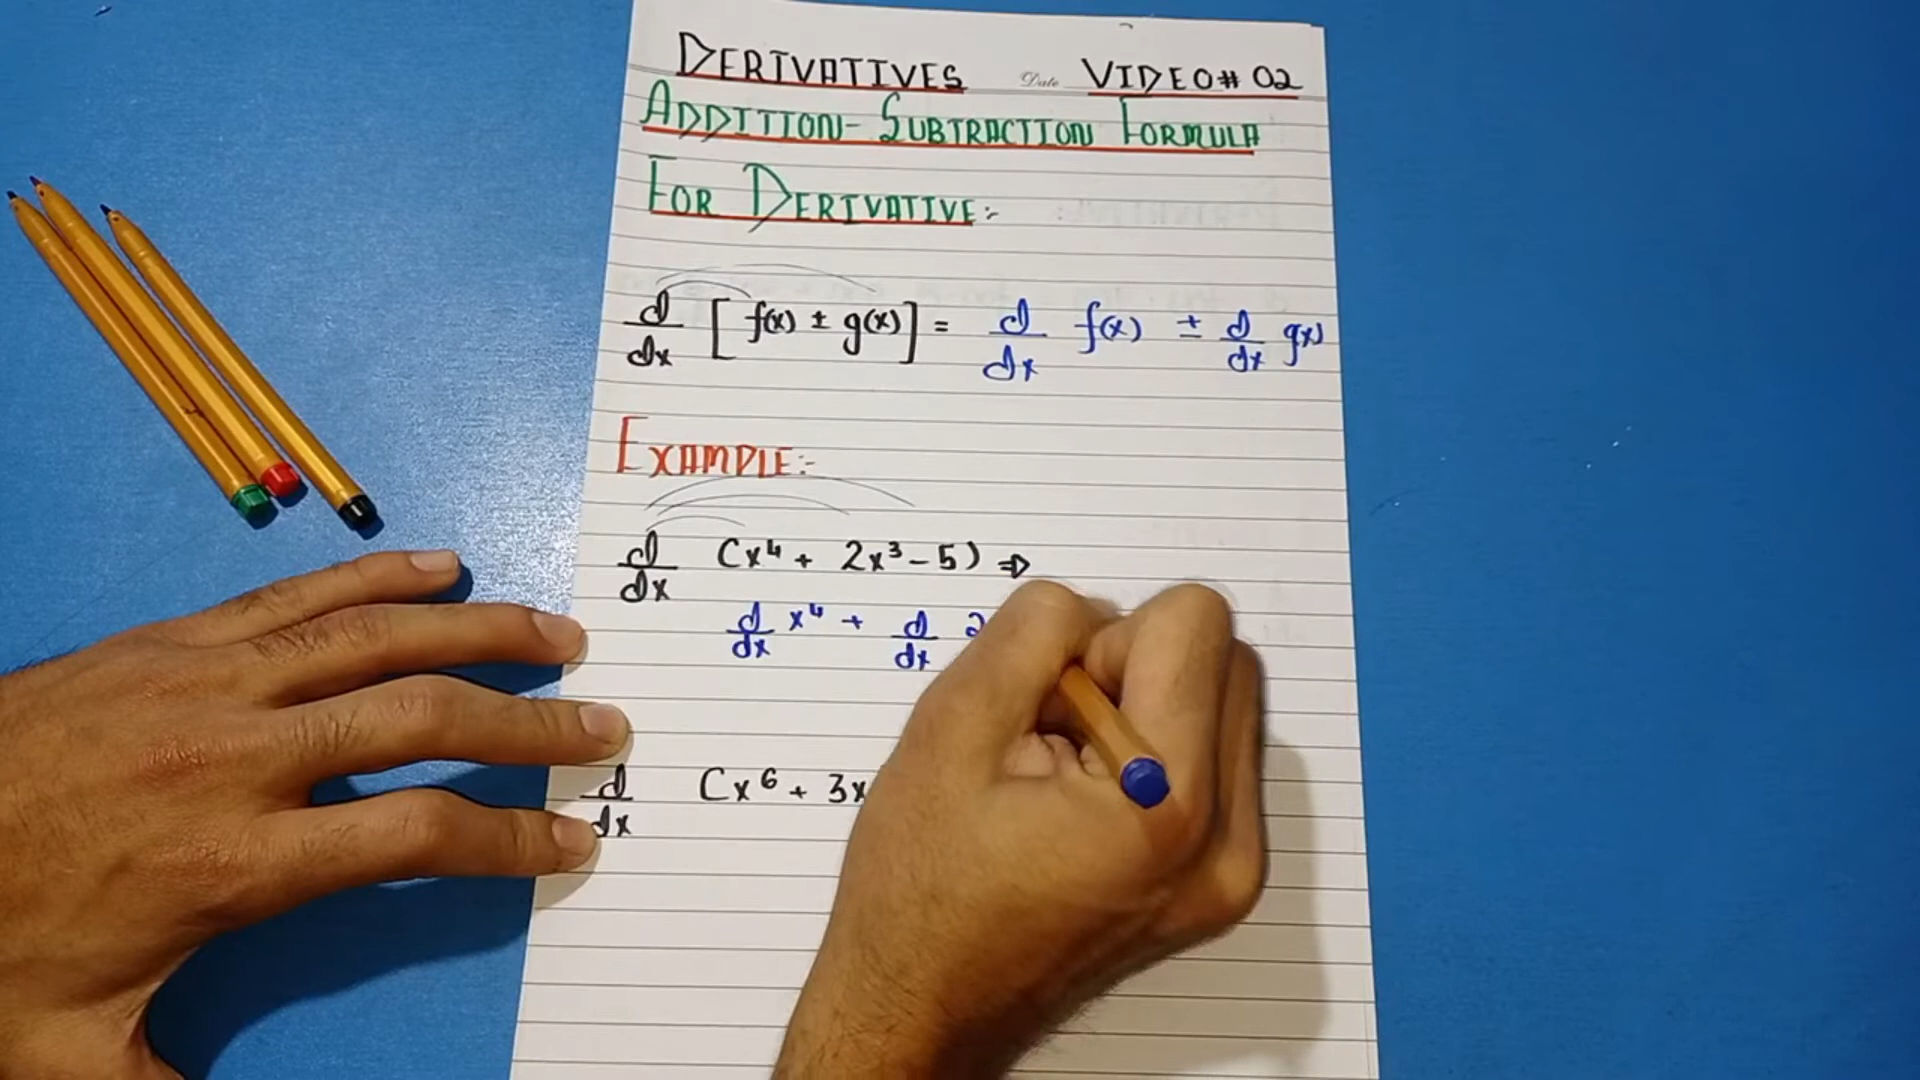 DERIVATIVES Date VIDEO# 02
ADDITION- SUBTRACTION FORMULA
FOR DERIVATIVE:-
d/dx [f(x) ± g(x)] = d/dx f(x) ± d/dx g(x)
EXAMPLE:-
d/dx (x⁴ + 2x³ - 5) ⇒
d/dx x⁴ + d/dx 2
d/dx (x⁶ + 3x